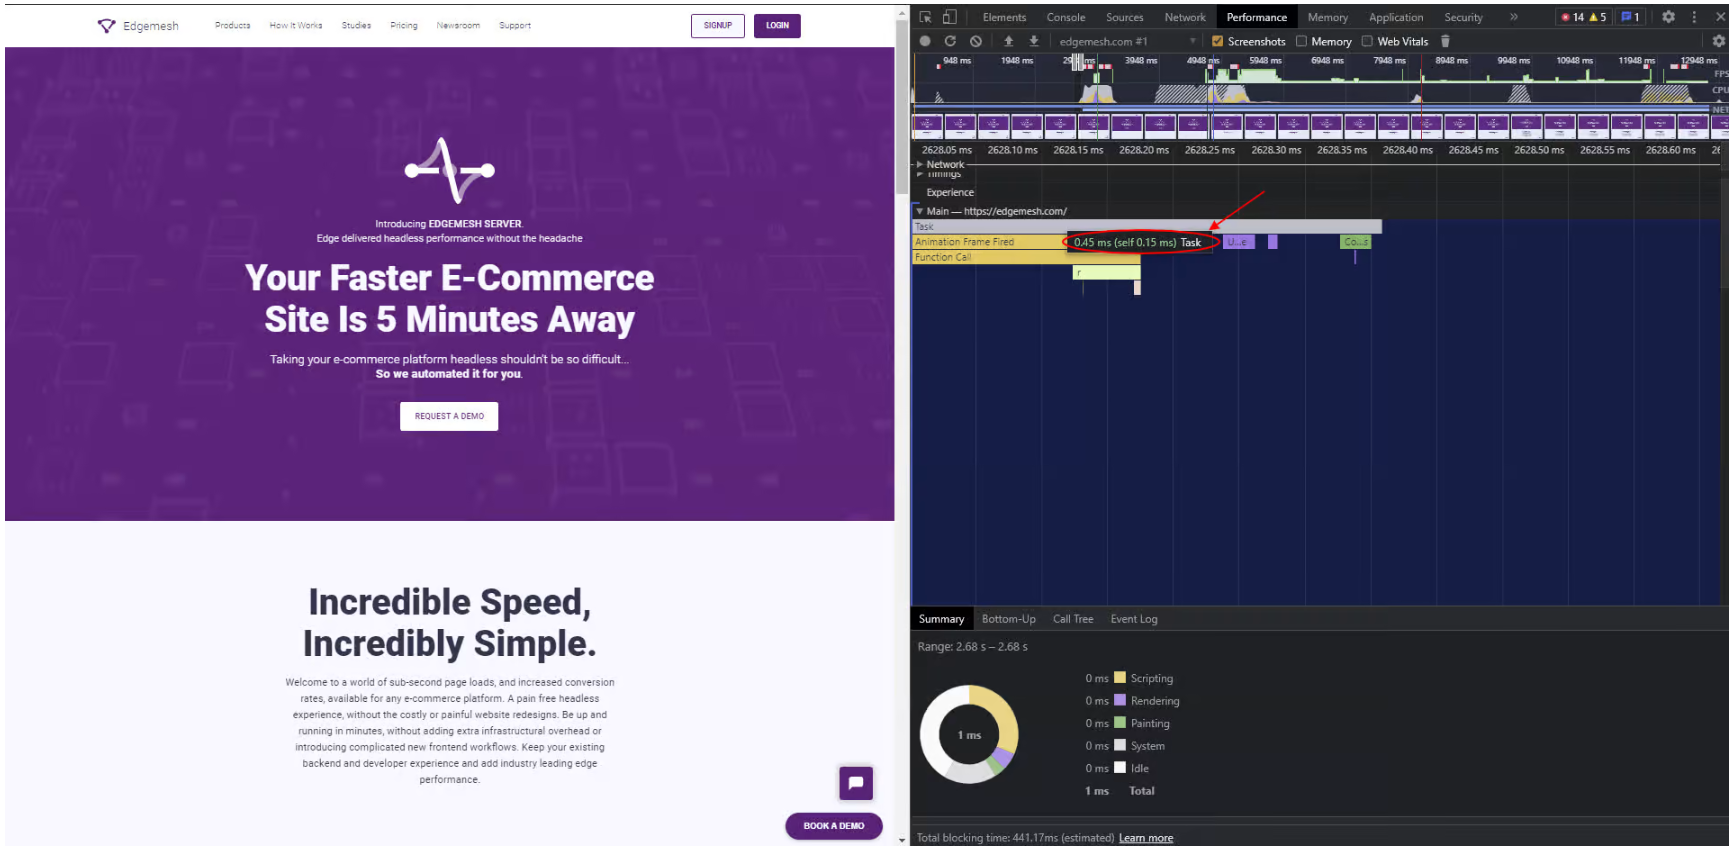 Edgemesh
Products How It Works Studies Pricing Newsroom Support
SIGNUP LOGIN
Introducing EDGEMESH SERVER.
Edge delivered headless performance without the headache
Your Faster E-Commerce
Site Is 5 Minutes Away
Taking your e-commerce platform headless shouldn't be so difficult...
So we automated it for you.
REQUEST A DEMO
Incredible Speed,
Incredibly Simple.
Welcome to a world of sub-second page loads, and increased conversion
rates, available for any e-commerce platform. A pain free headless
experience, without the costly or painful website redesigns. Be up and
running in minutes, without adding extra infrastructural overhead or
introducing complicated new frontend workflows. Keep your existing
backend and developer experience and add industry leading edge
performance.
BOOK A DEMO
Elements Console Sources Network Performance Memory Application Security » 14 5 1
edgemesh.com #1 Screenshots Memory Web Vitals
948 ms 1948 ms 3948 ms 4948 ms 5948 ms 6948 ms 7948 ms 8948 ms 9948 ms 10948 ms 11948 ms 12948 ms
FPS
CPU
NET
2628.05 ms 2628.10 ms 2628.15 ms 2628.20 ms 2628.25 ms 2628.30 ms 2628.35 ms 2628.40 ms 2628.45 ms 2628.50 ms 2628.55 ms 2628.60 ms
Network
Timings
Experience
Main — https://edgemesh.com/
Task
Animation Frame Fired 0.45 ms (self 0.15 ms) Task U...e Co...s
Function Call
r
Summary Bottom-Up Call Tree Event Log
Range: 2.68 s – 2.68 s
0 ms Scripting
0 ms Rendering
0 ms Painting
1 ms
0 ms System
0 ms Idle
1 ms Total
Total blocking time: 441.17ms (estimated) Learn more